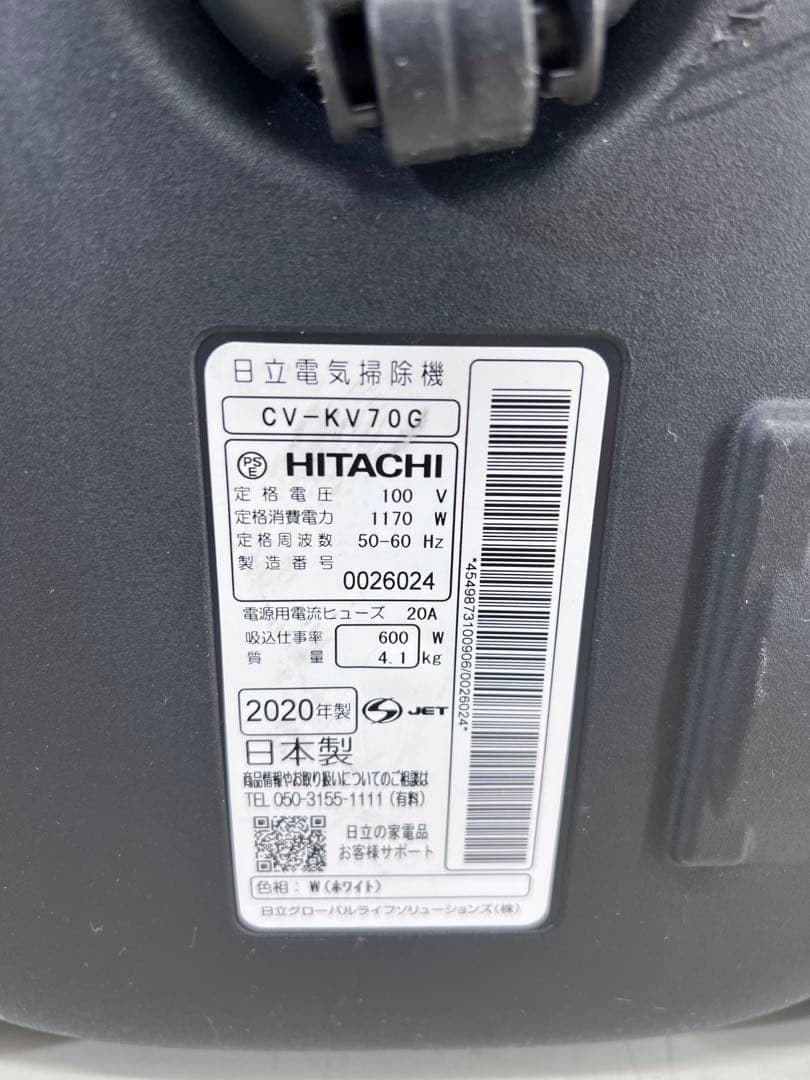 日立電気掃除機
CV-KV70G
PS
E
HITACHI
定格電圧 100 V
定格消費電力 1170 W
定格周波数 50-60 Hz
製造番号
0026024
電源用電流ヒューズ 20A
吸込仕事率 600 W
質量 4.1 kg
2020年製
JET
日本製
商品情報やお取り扱いについてのご相談は
TEL 050-3155-1111(有料)
日立の家電品
お客様サポート
色相: W(ホワイト)
日立グローバルライフソリューションズ(株)
*4549873100906/0026024*